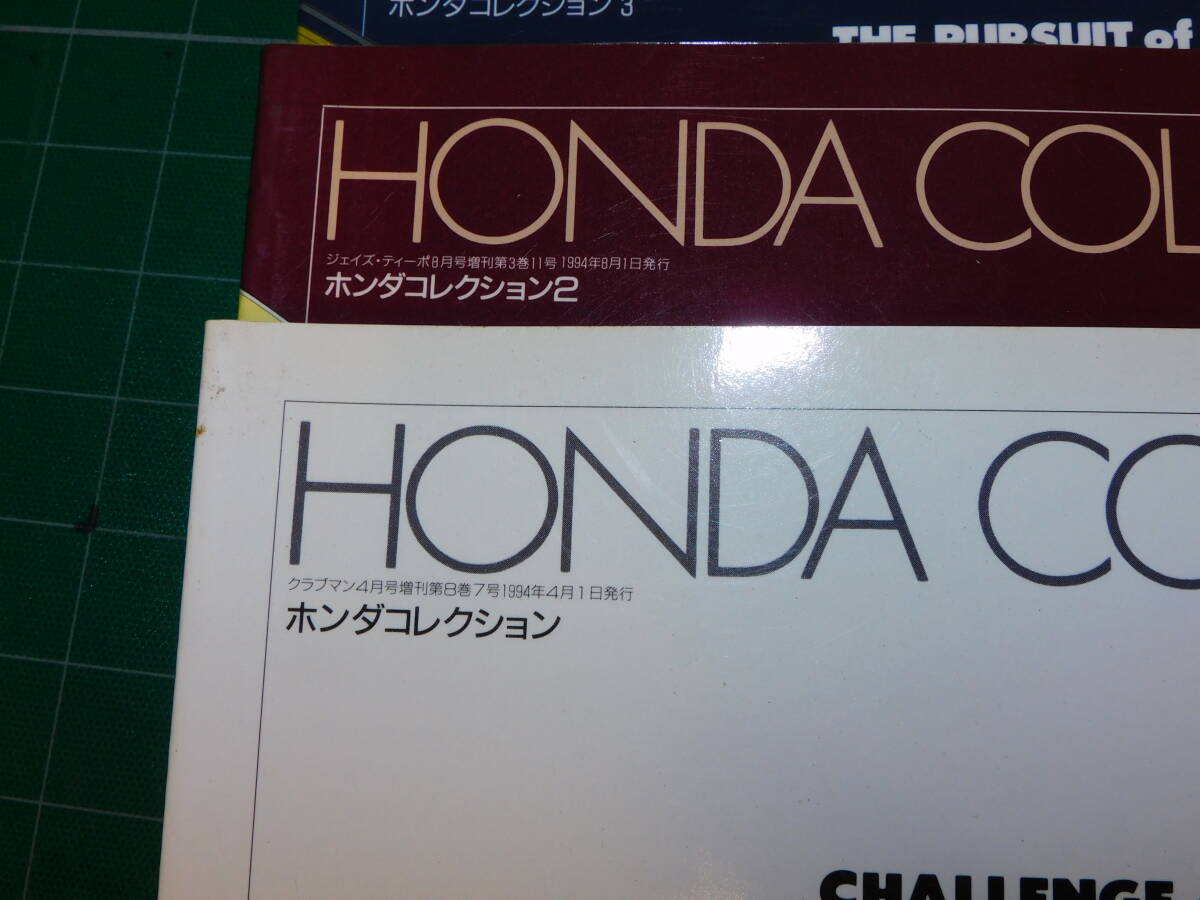 ホンダコレクション3
THE PURSUIT of
HONDA COL
ジェイズ・ティーポ8月号増刊第3巻11号 1994年8月1日発行
ホンダコレクション2
HONDA CO
クラブマン4月号増刊第8巻7号1994年4月1日発行
ホンダコレクション
CHALLENGE